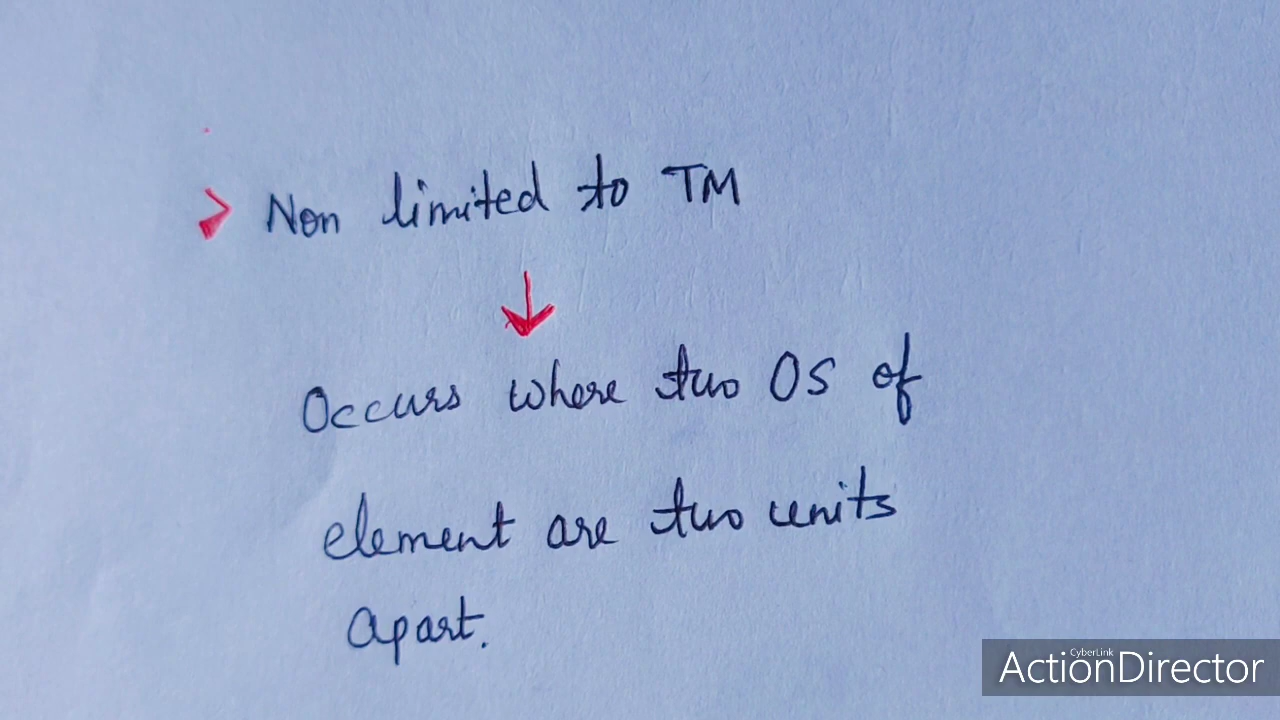 > Non limited to TM
↓
Occurs where two OS of
element are two units
apart.
CyberLink
ActionDirector